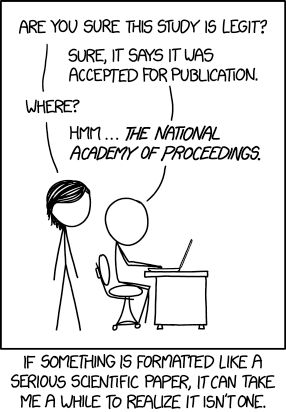 ARE YOU SURE THIS STUDY IS LEGIT?
SURE, IT SAYS IT WAS
ACCEPTED FOR PUBLICATION.
WHERE?
HMM... THE NATIONAL
ACADEMY OF PROCEEDINGS.
IF SOMETHING IS FORMATTED LIKE A
SERIOUS SCIENTIFIC PAPER, IT CAN TAKE
ME A WHILE TO REALIZE IT ISN'T ONE.